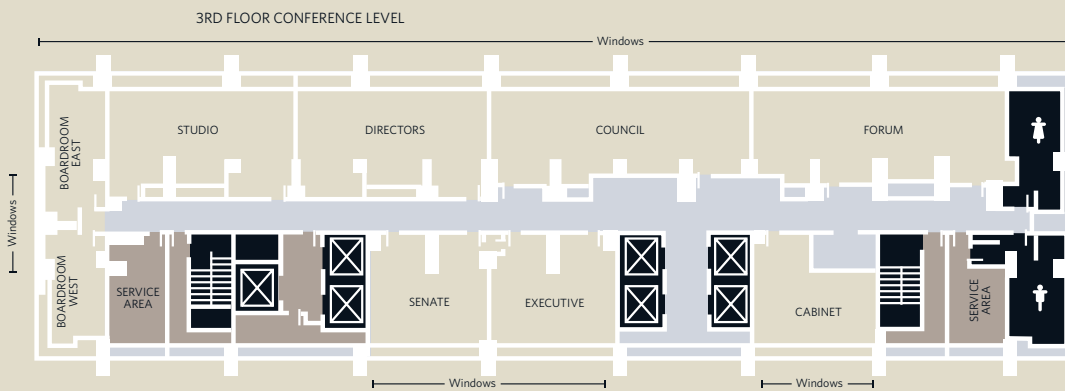 3RD FLOOR CONFERENCE LEVEL
Windows
STUDIO
DIRECTORS
COUNCIL
FORUM
BOARDROOM
EAST
Windows
BOARDROOM
WEST
SERVICE
AREA
SENATE
EXECUTIVE
CABINET
SERVICE
AREA
Windows
Windows